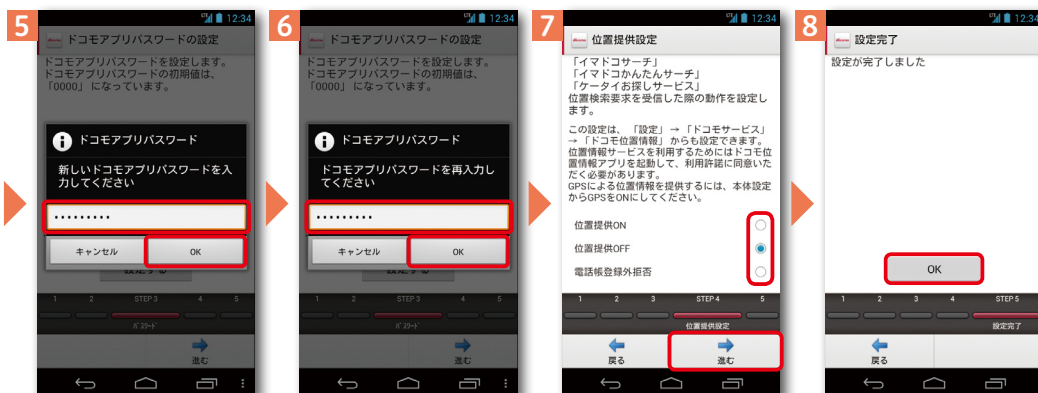 5
12:34
ドコモアプリパスワードの設定
ドコモアプリパスワードを設定します。
ドコモアプリパスワードの初期値は、
「0000」になっています。
ドコモアプリパスワード
新しいドコモアプリパスワードを入
力してください
•••••••••
キャンセル
OK
設定する
1 2 STEP 3 4 5
パスワード
進む
6
12:34
ドコモアプリパスワードの設定
ドコモアプリパスワードを設定します。
ドコモアプリパスワードの初期値は、
「0000」になっています。
ドコモアプリパスワード
ドコモアプリパスワードを再入力し
てください
•••••••••
キャンセル
OK
設定する
1 2 STEP 3 4 5
パスワード
進む
7
12:34
位置提供設定
「イマドコサーチ」
「イマドコかんたんサーチ」
「ケータイお探しサービス」
位置検索要求を受信した際の動作を設定し
ます。
この設定は、「設定」→「ドコモサービス」
→「ドコモ位置情報」からも設定できます。
位置情報サービスを利用するためにはドコモ位
置情報アプリを起動して、利用許諾に同意いた
だく必要があります。
GPSによる位置情報を提供するには、本体設定
からGPSをONにしてください。
位置提供ON
位置提供OFF
電話帳登録外拒否
1 2 3 STEP 4 5
位置提供設定
戻る
進む
8
12:34
設定完了
設定が完了しました
OK
1 2 3 4 STEP 5
設定完了
戻る